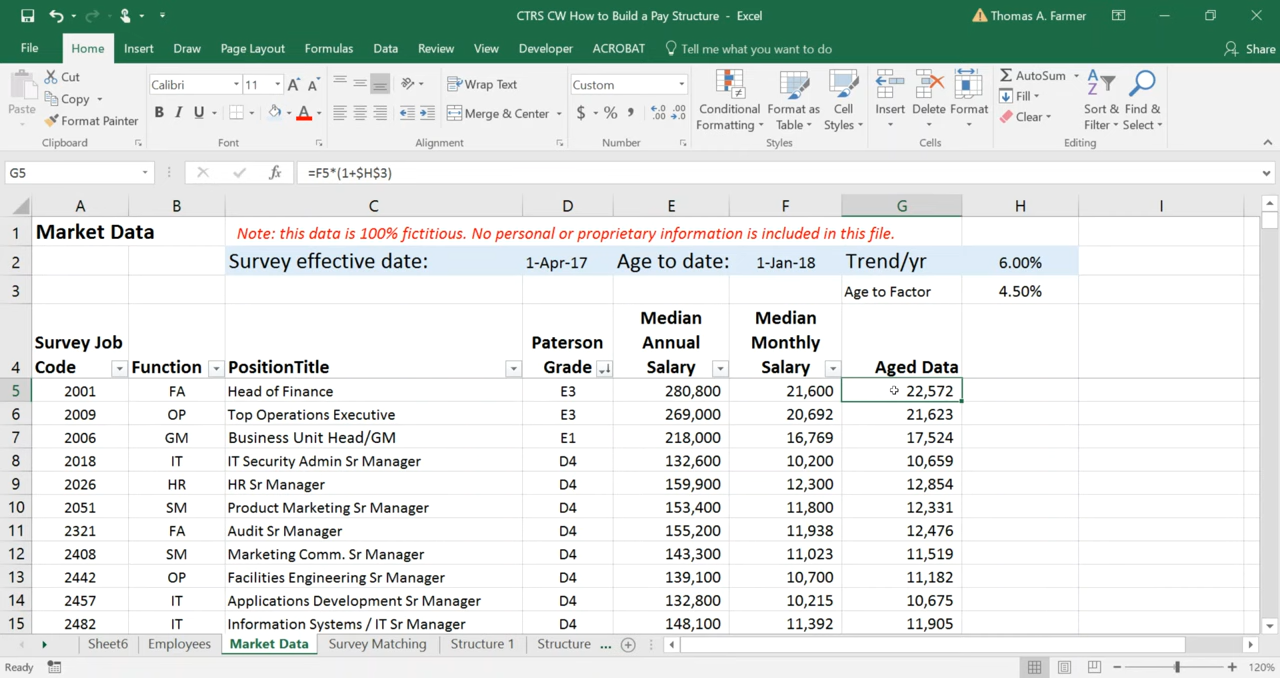 CTRS CW How to Build a Pay Structure - Excel
Thomas A. Farmer
File Home Insert Draw Page Layout Formulas Data Review View Developer ACROBAT Tell me what you want to do Share
Paste Cut Copy Format Painter Clipboard
Calibri 11 A A B I U A Font
Wrap Text Merge & Center Alignment
Custom $ % , Number
Conditional Formatting Format as Table Cell Styles Styles
Insert Delete Format Cells
AutoSum Fill Clear Sort & Filter Find & Select Editing
G5 fx =F5*(1+$H$3)
A B C D E F G H I
1 Market Data Note: this data is 100% fictitious. No personal or proprietary information is included in this file.
2 Survey effective date: 1-Apr-17 Age to date: 1-Jan-18 Trend/yr 6.00%
3 Age to Factor 4.50%
4 Survey Job Code Function PositionTitle Paterson Grade Median Annual Salary Median Monthly Salary Aged Data
5 2001 FA Head of Finance E3 280,800 21,600 22,572
6 2009 OP Top Operations Executive E3 269,000 20,692 21,623
7 2006 GM Business Unit Head/GM E1 218,000 16,769 17,524
8 2018 IT IT Security Admin Sr Manager D4 132,600 10,200 10,659
9 2026 HR HR Sr Manager D4 159,900 12,300 12,854
10 2051 SM Product Marketing Sr Manager D4 153,400 11,800 12,331
11 2321 FA Audit Sr Manager D4 155,200 11,938 12,476
12 2408 SM Marketing Comm. Sr Manager D4 143,300 11,023 11,519
13 2442 OP Facilities Engineering Sr Manager D4 139,100 10,700 11,182
14 2457 IT Applications Development Sr Manager D4 132,800 10,215 10,675
15 2482 IT Information Systems / IT Sr Manager D4 148,100 11,392 11,905
Sheet6 Employees Market Data Survey Matching Structure 1 Structure ...
Ready 120%